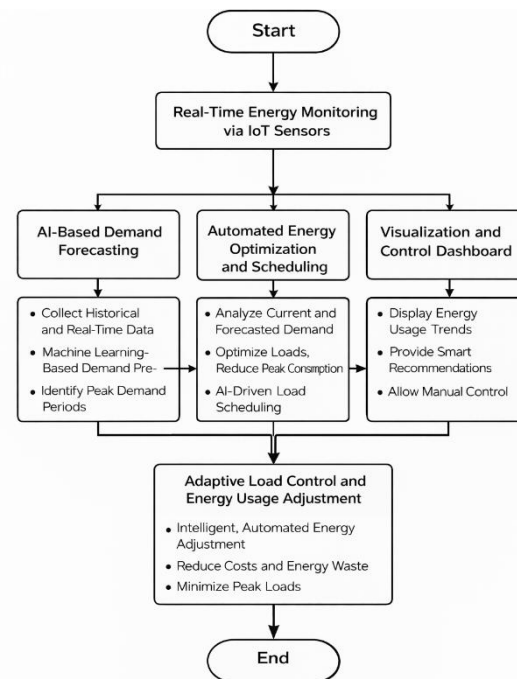 Start
Real-Time Energy Monitoring
via IoT Sensors
AI-Based Demand
Forecasting
Automated Energy
Optimization
and Scheduling
Visualization and
Control Dashboard
• Collect Historical
and Real-Time Data
• Machine Learning-
Based Demand Pre-
• Identify Peak Demand
Periods
• Analyze Current and
Forecasted Demand
• Optimize Loads,
Reduce Peak Consmption
• AI-Driven Load
Scheduling
• Display Energy
Usage Trends
• Provide Smart
Recommendations
• Allow Manual Control
Adaptive Load Control and
Energy Usage Adjustment
• Intelligent, Automated Energy
Adjustment
• Reduce Costs and Energy Waste
• Minimize Peak Loads
End